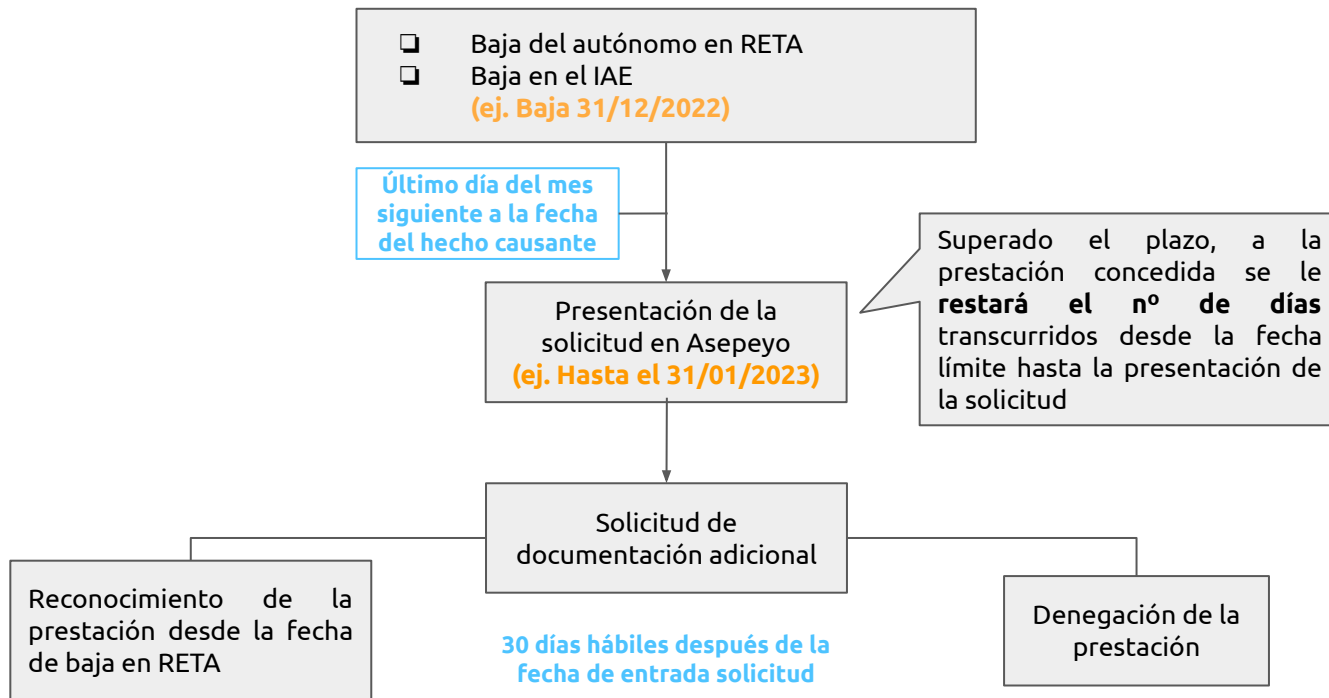 Baja del autónomo en RETA
Baja en el IAE
(ej. Baja 31/12/2022)
Último día del mes
siguiente a la fecha
del hecho causante
Presentación de la
solicitud en Asepeyo
(ej. Hasta el 31/01/2023)
Superado el plazo, a la
prestación concedida se le
restará el nº de días
transcurridos desde la fecha
límite hasta la presentación de
la solicitud
Solicitud de
documentación adicional
Reconocimiento de la
prestación desde la fecha
de baja en RETA
30 días hábiles después de la
fecha de entrada solicitud
Denegación de la
prestación